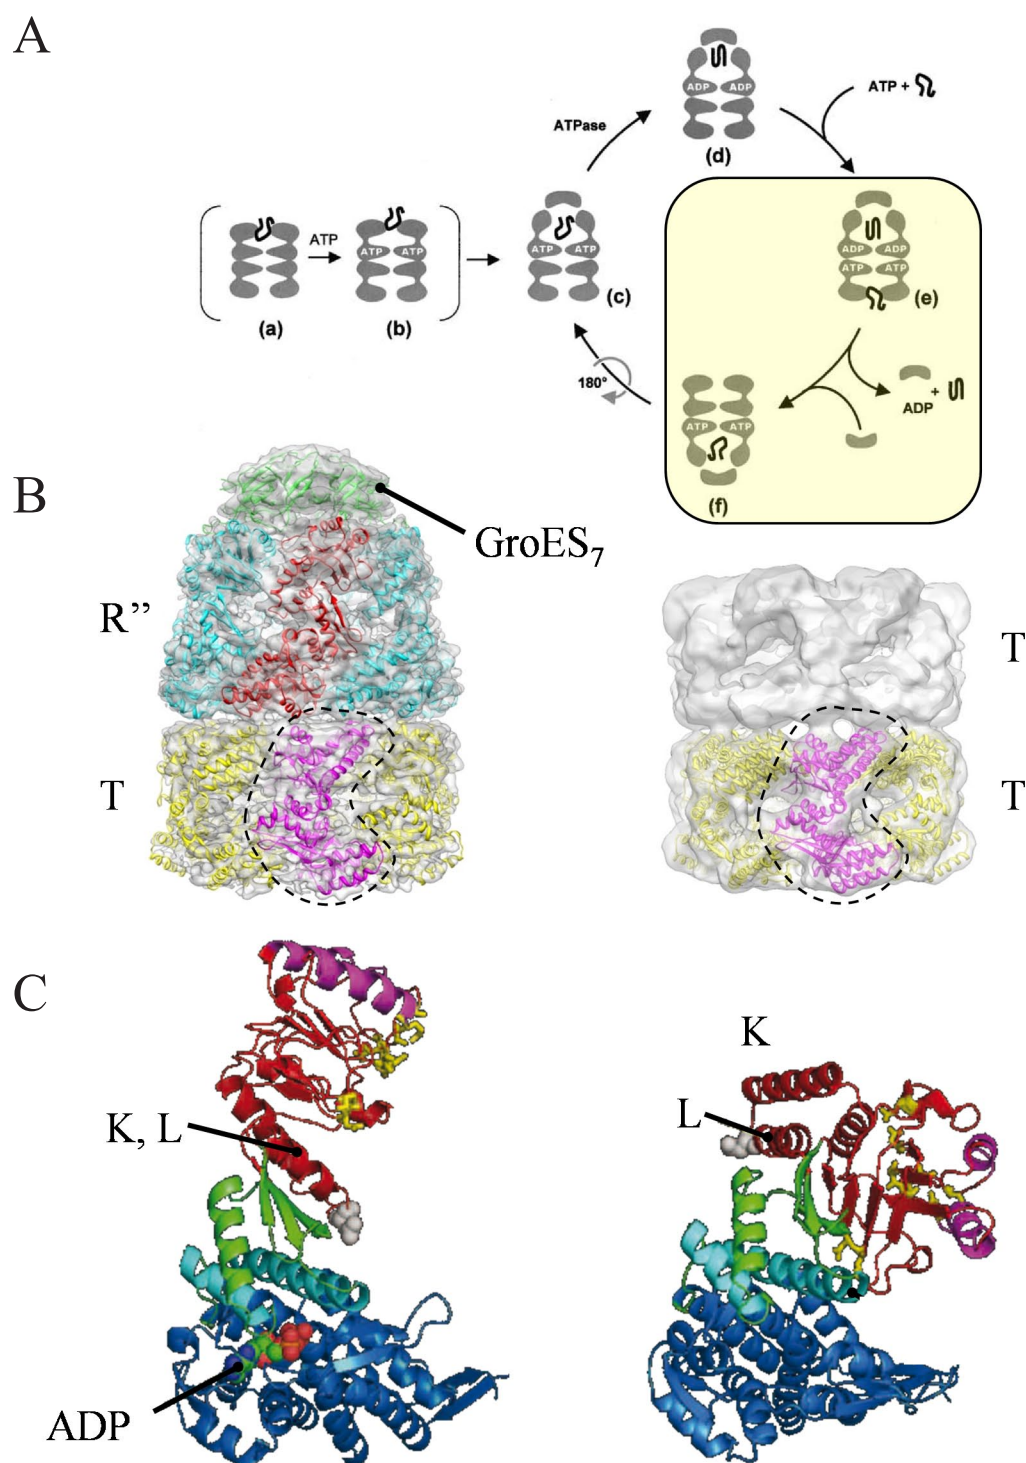 A
ADP ADP
ATP +
ATPase
(d)
ATP
ATP ATP
ATP ATP
ADP ADP
ATP ATP
(a)
(b)
(c)
(e)
180°
ATP ATP
+
ADP
(f)
B
GroES7
R”
T
T
T
C
K
K, L
L
ADP